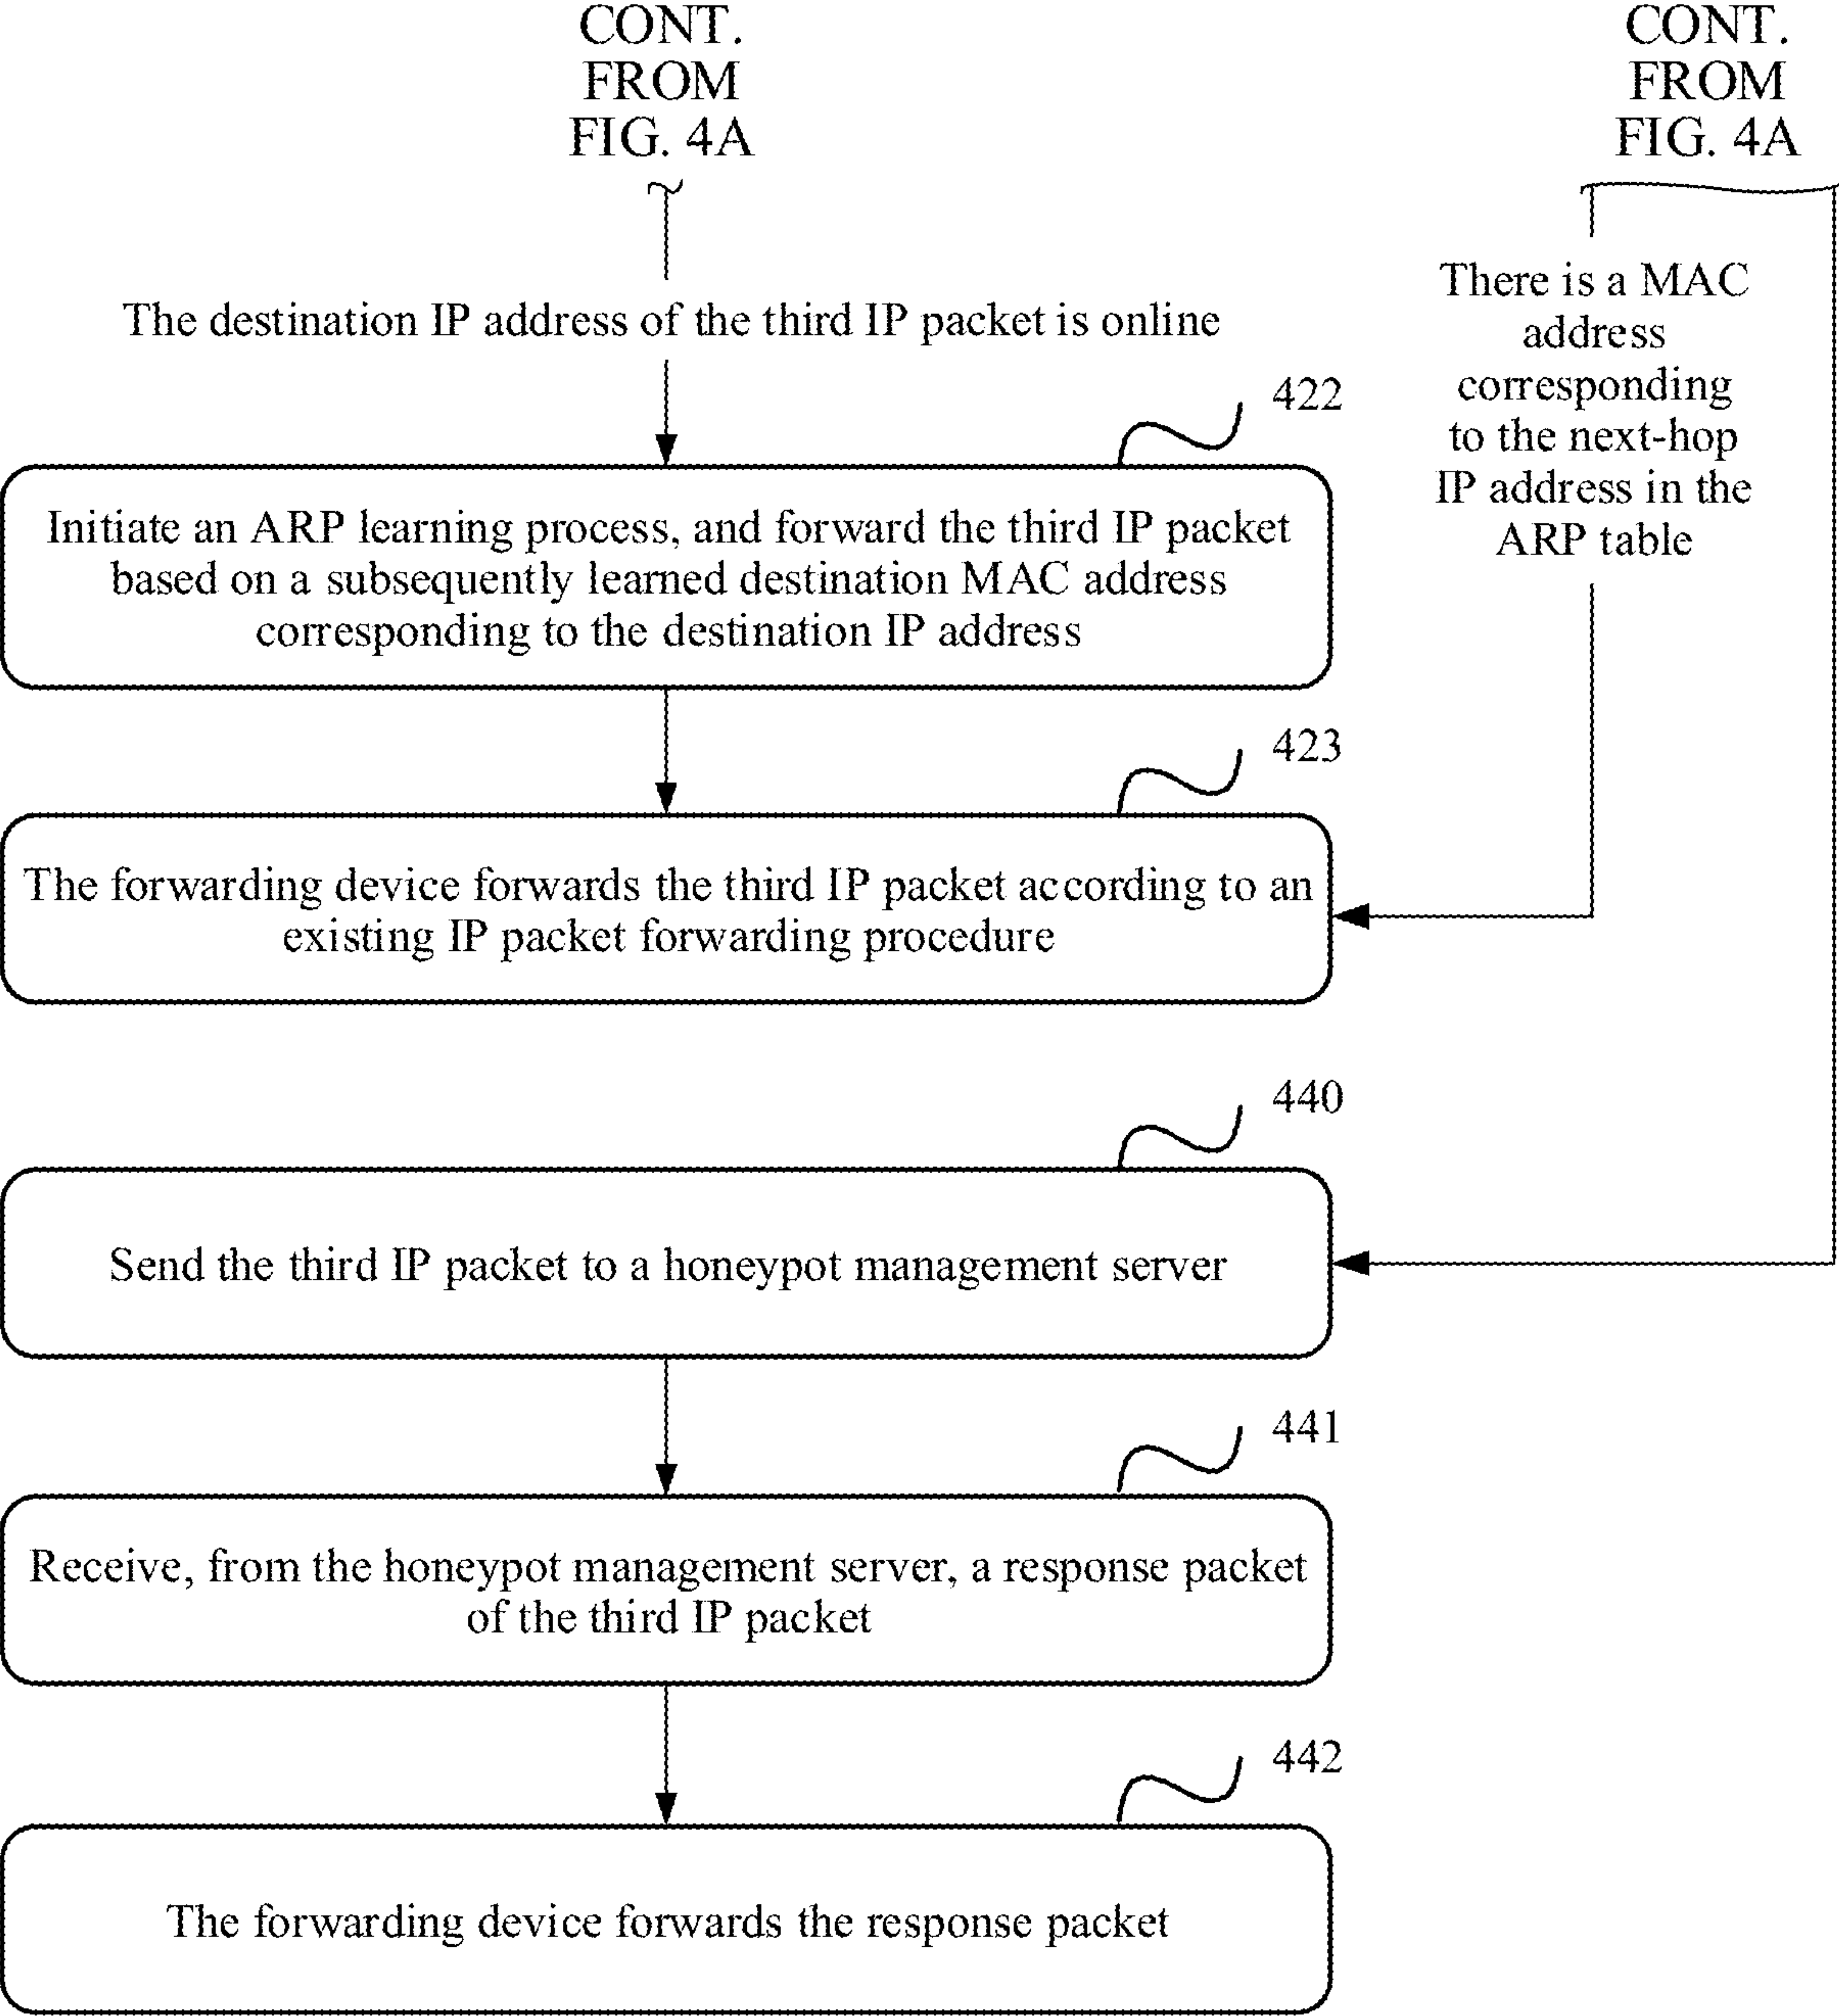 CONT.
FROM
FIG. 4A
CONT.
FROM
FIG. 4A
The destination IP address of the third IP packet is online
There is a MAC
address
corresponding
to the next-hop
IP address in the
ARP table
422
Initiate an ARP learning process, and forward the third IP packet
based on a subsequently learned destination MAC address
corresponding to the destination IP address
423
The forwarding device forwards the third IP packet according to an
existing IP packet forwarding procedure
440
Send the third IP packet to a honeypot management server
441
Receive, from the honeypot management server, a response packet
of the third IP packet
442
The forwarding device forwards the response packet